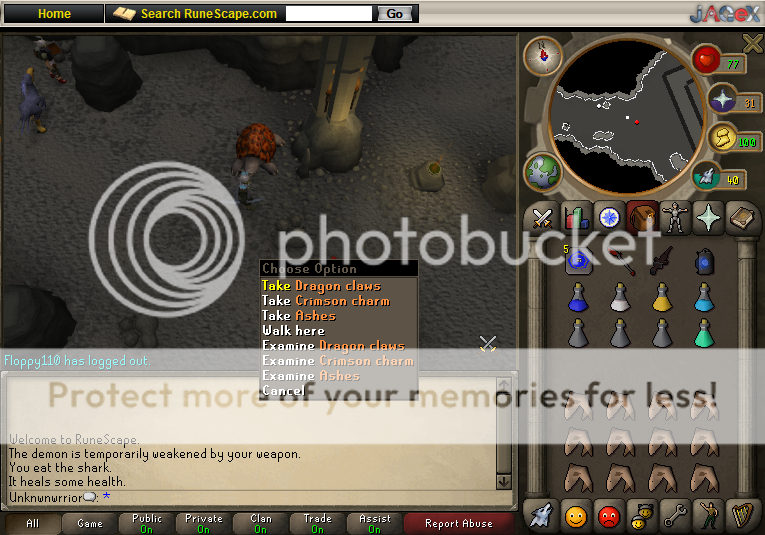 Home
Search RuneScape.com
Go
JAGEX
N
77
31
100
40
5
photobucket
Choose Option
Take Dragon claws
Take Crimson charm
Take Ashes
Walk here
Examine Dragon claws
Examine Crimson charm
Examine Ashes
Cancel
Floppy110 has logged out.
Protect more of your memories for less!
Welcome to RuneScape.
The demon is temporarily weakened by your weapon.
You eat the shark.
It heals some health.
Unknwnwrrior: *
All
Game
Public
On
Private
On
Clan
On
Trade
On
Assist
On
Report Abuse